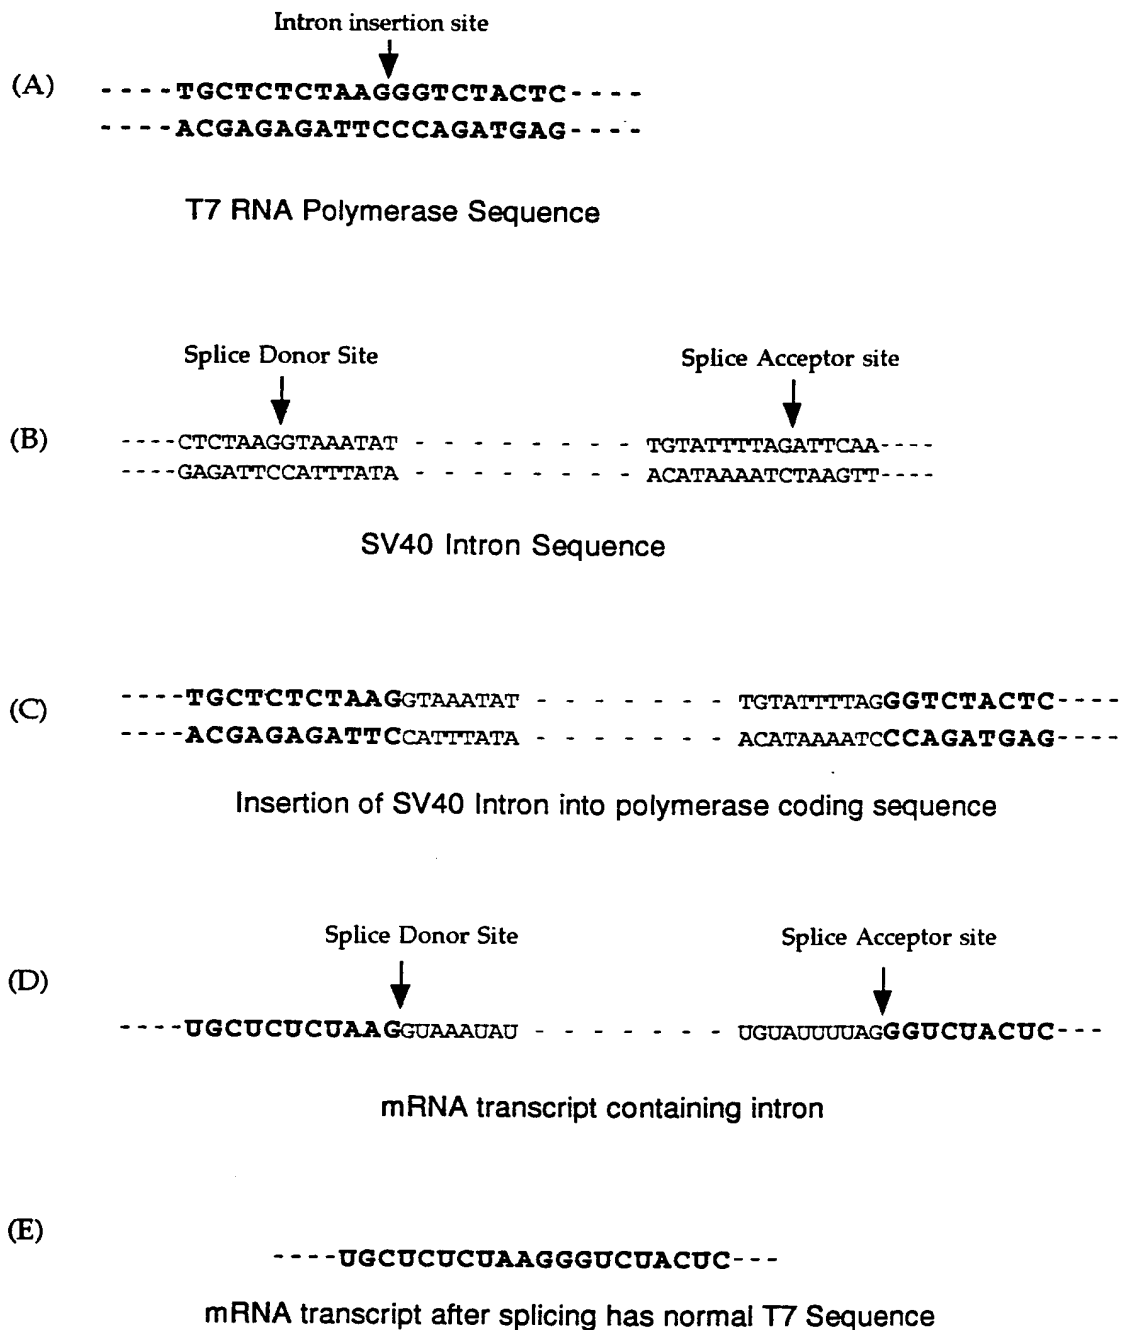 Intron insertion site
(A)
----TGCTCTCTAAGGGTCTACTC----
----ACGAGAGATTCCCAGATGAG----
T7 RNA Polymerase Sequence
Splice Donor Site
Splice Acceptor site
(B)
----CTCTAAGGTAAATAT - - - - - - - - TGTATTTTAGATTCAA----
----GAGATTCCATTTATA - - - - - - - - ACATAAAATCTAAGTT----
SV40 Intron Sequence
(C)
----TGCTCTCTAAGGTAAATAT - - - - - - - TGTATTTTAGGGTCTACTC----
----ACGAGAGATTCCATTTATA - - - - - - - ACATAAAATCCCAGATGAG----
Insertion of SV40 Intron into polymerase coding sequence
Splice Donor Site
Splice Acceptor site
(D)
----UGCUCUCUAAGGUAAAUAU - - - - - - - UGUAUUUUAGGGUCUACUC---
mRNA transcript containing intron
(E)
----UGCUCUCUAAGGGUCUACUC---
mRNA transcript after splicing has normal T7 Sequence